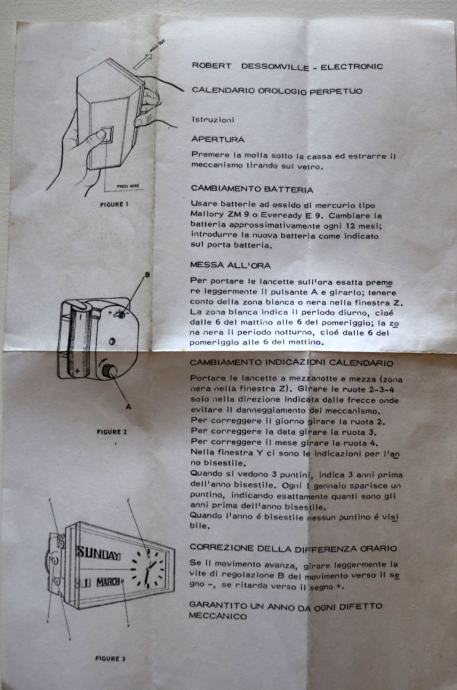 ROBERT DESSOMVILLE - ELECTRONIC
CALENDARIO OROLOGIO PERPETUO
Istruzioni
APERTURA
Premere la molla sotto la cassa ed estrarre il
meccanismo tirando sul vetro.
PRESS HERE
FIGURE 1
CAMBIAMENTO BATTERIA
Usare batterie ad ossido di mercurio tipo
Mallory ZM 9 o Eveready E 9. Cambiare la
batteria approssimativamente ogni 12 mesi;
introdurre la nuova batteria come indicato
sul porta batteria.
MESSA ALL'ORA
Per portare le lancette sull'ora esatta preme
re leggermente il pulsante A e girarlo; tenere
conto della zona bianca o nera nella finestra Z.
La zona bianca indica il periodo diurno, cioé
dalle 6 del mattino alle 6 del pomeriggio; la zo
na nera il periodo notturno, cioé dalle 6 del
pomeriggio alle 6 del mattino.
B
A
FIGURE 2
CAMBIAMENTO INDICAZIONI CALENDARIO
Portare le lancette a mezzanotte e mezza (zona
nera nella finestra Z). Girare le ruote 2-3-4
solo nella direzione indicata dalle frecce onde
evitare il danneggiamento del meccanismo.
Per correggere il giorno girare la ruota 2.
Per correggere la data girare la ruota 3.
Per correggere il mese girare la ruota 4.
Nella finestra Y ci sono le indicazioni per l'an
no bisestile.
Quando si vedono 3 puntini, indica 3 anni prima
dell'anno bisestile. Ogni 1 gennaio sparisce un
puntino, indicando esattamente quanti sono gli
anni prima dell'anno bisestile.
Quando l'anno é bisestile nessun puntino é visi
bile.
SUNDAY
MARCH
FIGURE 3
CORREZIONE DELLA DIFFERENZA ORARIO
Se il movimento avanza, girare leggermente la
vite di regolazione B del movimento verso il se
gno -, se ritarda verso il segno +.
GARANTITO UN ANNO DA OGNI DIFETTO
MECCANICO